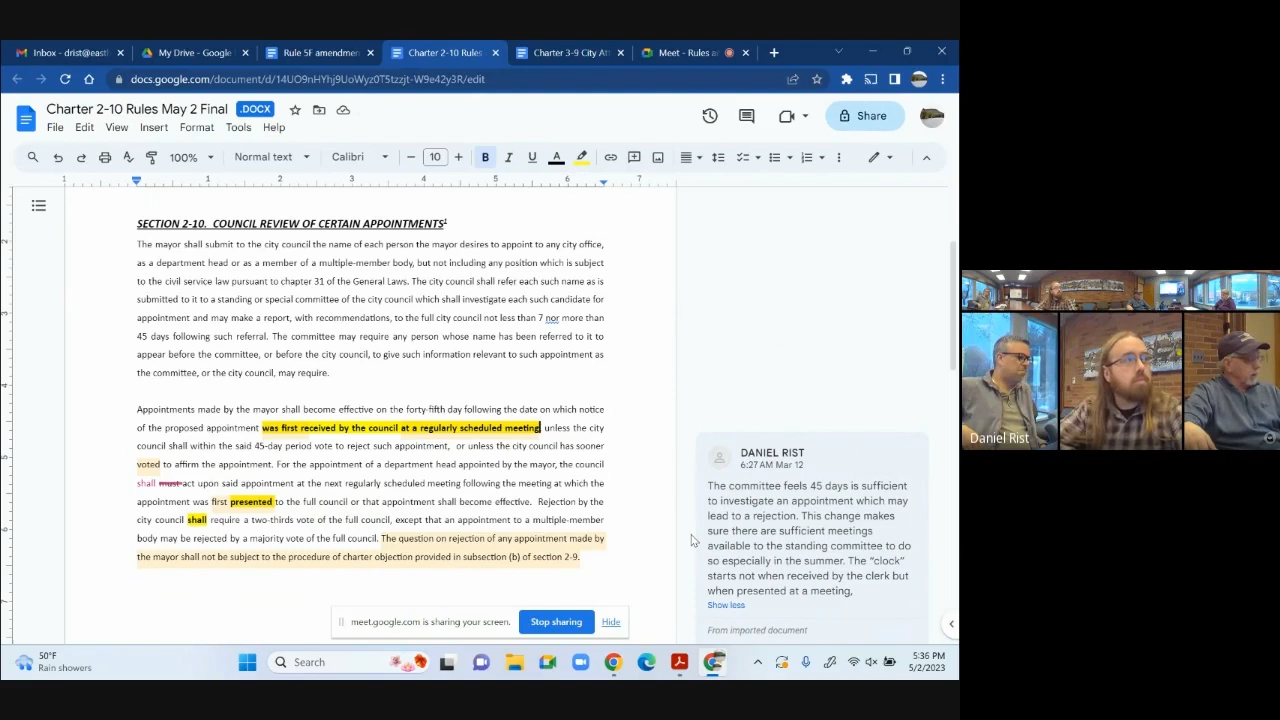 Inbox - drist@easth
My Drive - Google
Rule 5F amendmen
Charter 2-10 Rules
Charter 3-9 City Att
Meet - Rules a
docs.google.com/document/d/14UO9nHYhj9UoWyz0T5tzzjt-W9e42y3R/edit
Charter 2-10 Rules May 2 Final .DOCX
Share
File Edit View Insert Format Tools Help
100% Normal text Calibri 10 B I U A
1 1 2 3 4 5 6 7
SECTION 2-10. COUNCIL REVIEW OF CERTAIN APPOINTMENTS1
The mayor shall submit to the city council the name of each person the mayor desires to appoint to any city office,
as a department head or as a member of a multiple-member body, but not including any position which is subject
to the civil service law pursuant to chapter 31 of the General Laws. The city council shall refer each such name as is
submitted to it to a standing or special committee of the city council which shall investigate each such candidate for
appointment and may make a report, with recommendations, to the full city council not less than 7 nor more than
45 days following such referral. The committee may require any person whose name has been referred to it to
appear before the committee, or before the city council, to give such information relevant to such appointment as
the committee, or the city council, may require.
Appointments made by the mayor shall become effective on the forty-fifth day following the date on which notice
of the proposed appointment was first received by the council at a regularly scheduled meeting unless the city
council shall within the said 45-day period vote to reject such appointment, or unless the city council has sooner
voted to affirm the appointment. For the appointment of a department head appointed by the mayor, the council
shall must act upon said appointment at the next regularly scheduled meeting following the meeting at which the
appointment was first presented to the full council or that appointment shall become effective. Rejection by the
city council shall require a two-thirds vote of the full council, except that an appointment to a multiple-member
body may be rejected by a majority vote of the full council. The question on rejection of any appointment made by
the mayor shall not be subject to the procedure of charter objection provided in subsection (b) of section 2-9.
DANIEL RIST
6:27 AM Mar 12
The committee feels 45 days is sufficient
to investigate an appointment which may
lead to a rejection. This change makes
sure there are sufficient meetings
available to the standing committee to do
so especially in the summer. The “clock”
starts not when received by the clerk but
when presented at a meeting,
Show less
From imported document
meet.google.com is sharing your screen. Stop sharing Hide
50°F
Rain showers
Search
5:36 PM
5/2/2023
Daniel Rist